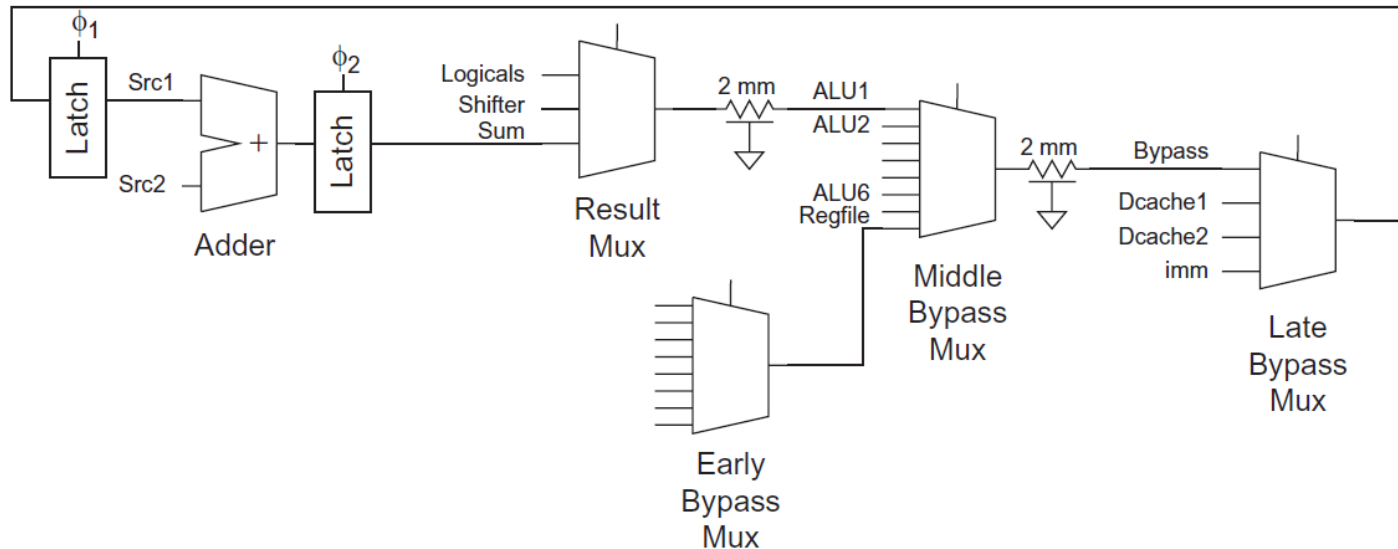 ϕ1
Latch
Src1
Src2
+
Adder
ϕ2
Latch
Logicals
Shifter
Sum
Result
Mux
2 mm
ALU1
ALU2
ALU6
Regfile
Middle
Bypass
Mux
Early
Bypass
Mux
2 mm
Bypass
Dcache1
Dcache2
imm
Late
Bypass
Mux